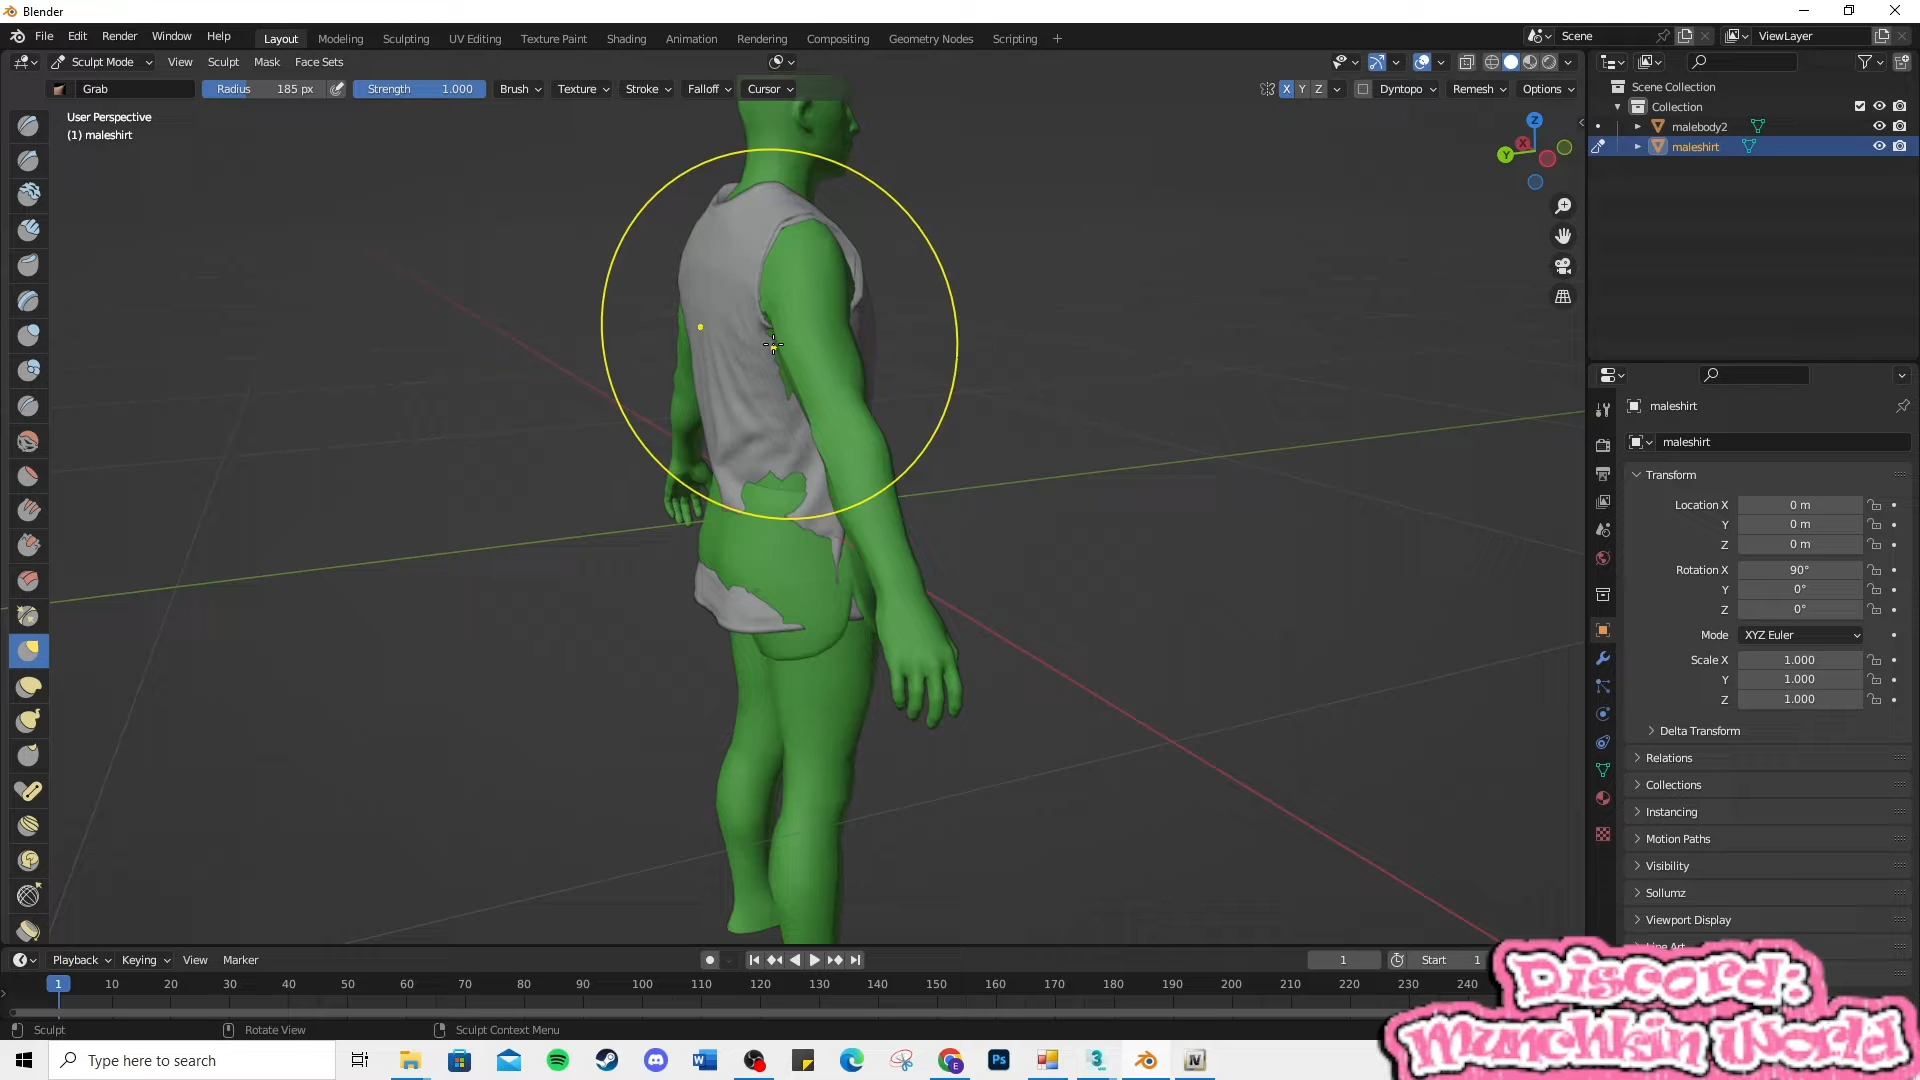 Blender
File Edit Render Window Help Layout Modeling Sculpting UV Editing Texture Paint Shading Animation Rendering Compositing Geometry Nodes Scripting + Scene ViewLayer
Sculpt Mode View Sculpt Mask Face Sets
Grab Radius 185 px Strength 1.000 Brush Texture Stroke Falloff Cursor X Y Z Dyntopo Remesh Options
User Perspective
(1) maleshirt
Z
X
Y
Scene Collection
Collection
malebody2
maleshirt
maleshirt
maleshirt
Transform
Location X 0 m
Y 0 m
Z 0 m
Rotation X 90°
Y 0°
Z 0°
Mode XYZ Euler
Scale X 1.000
Y 1.000
Z 1.000
Delta Transform
Relations
Collections
Instancing
Motion Paths
Visibility
Sollumz
Viewport Display
Line Art
Playback Keying View Marker 1 Start 1
1 10 20 30 40 50 60 70 80 90 100 110 120 130 140 150 160 170 180 190 200 210 220 230 240
Sculpt Rotate View Sculpt Context Menu
Type here to search
Discord:
Munchkin World